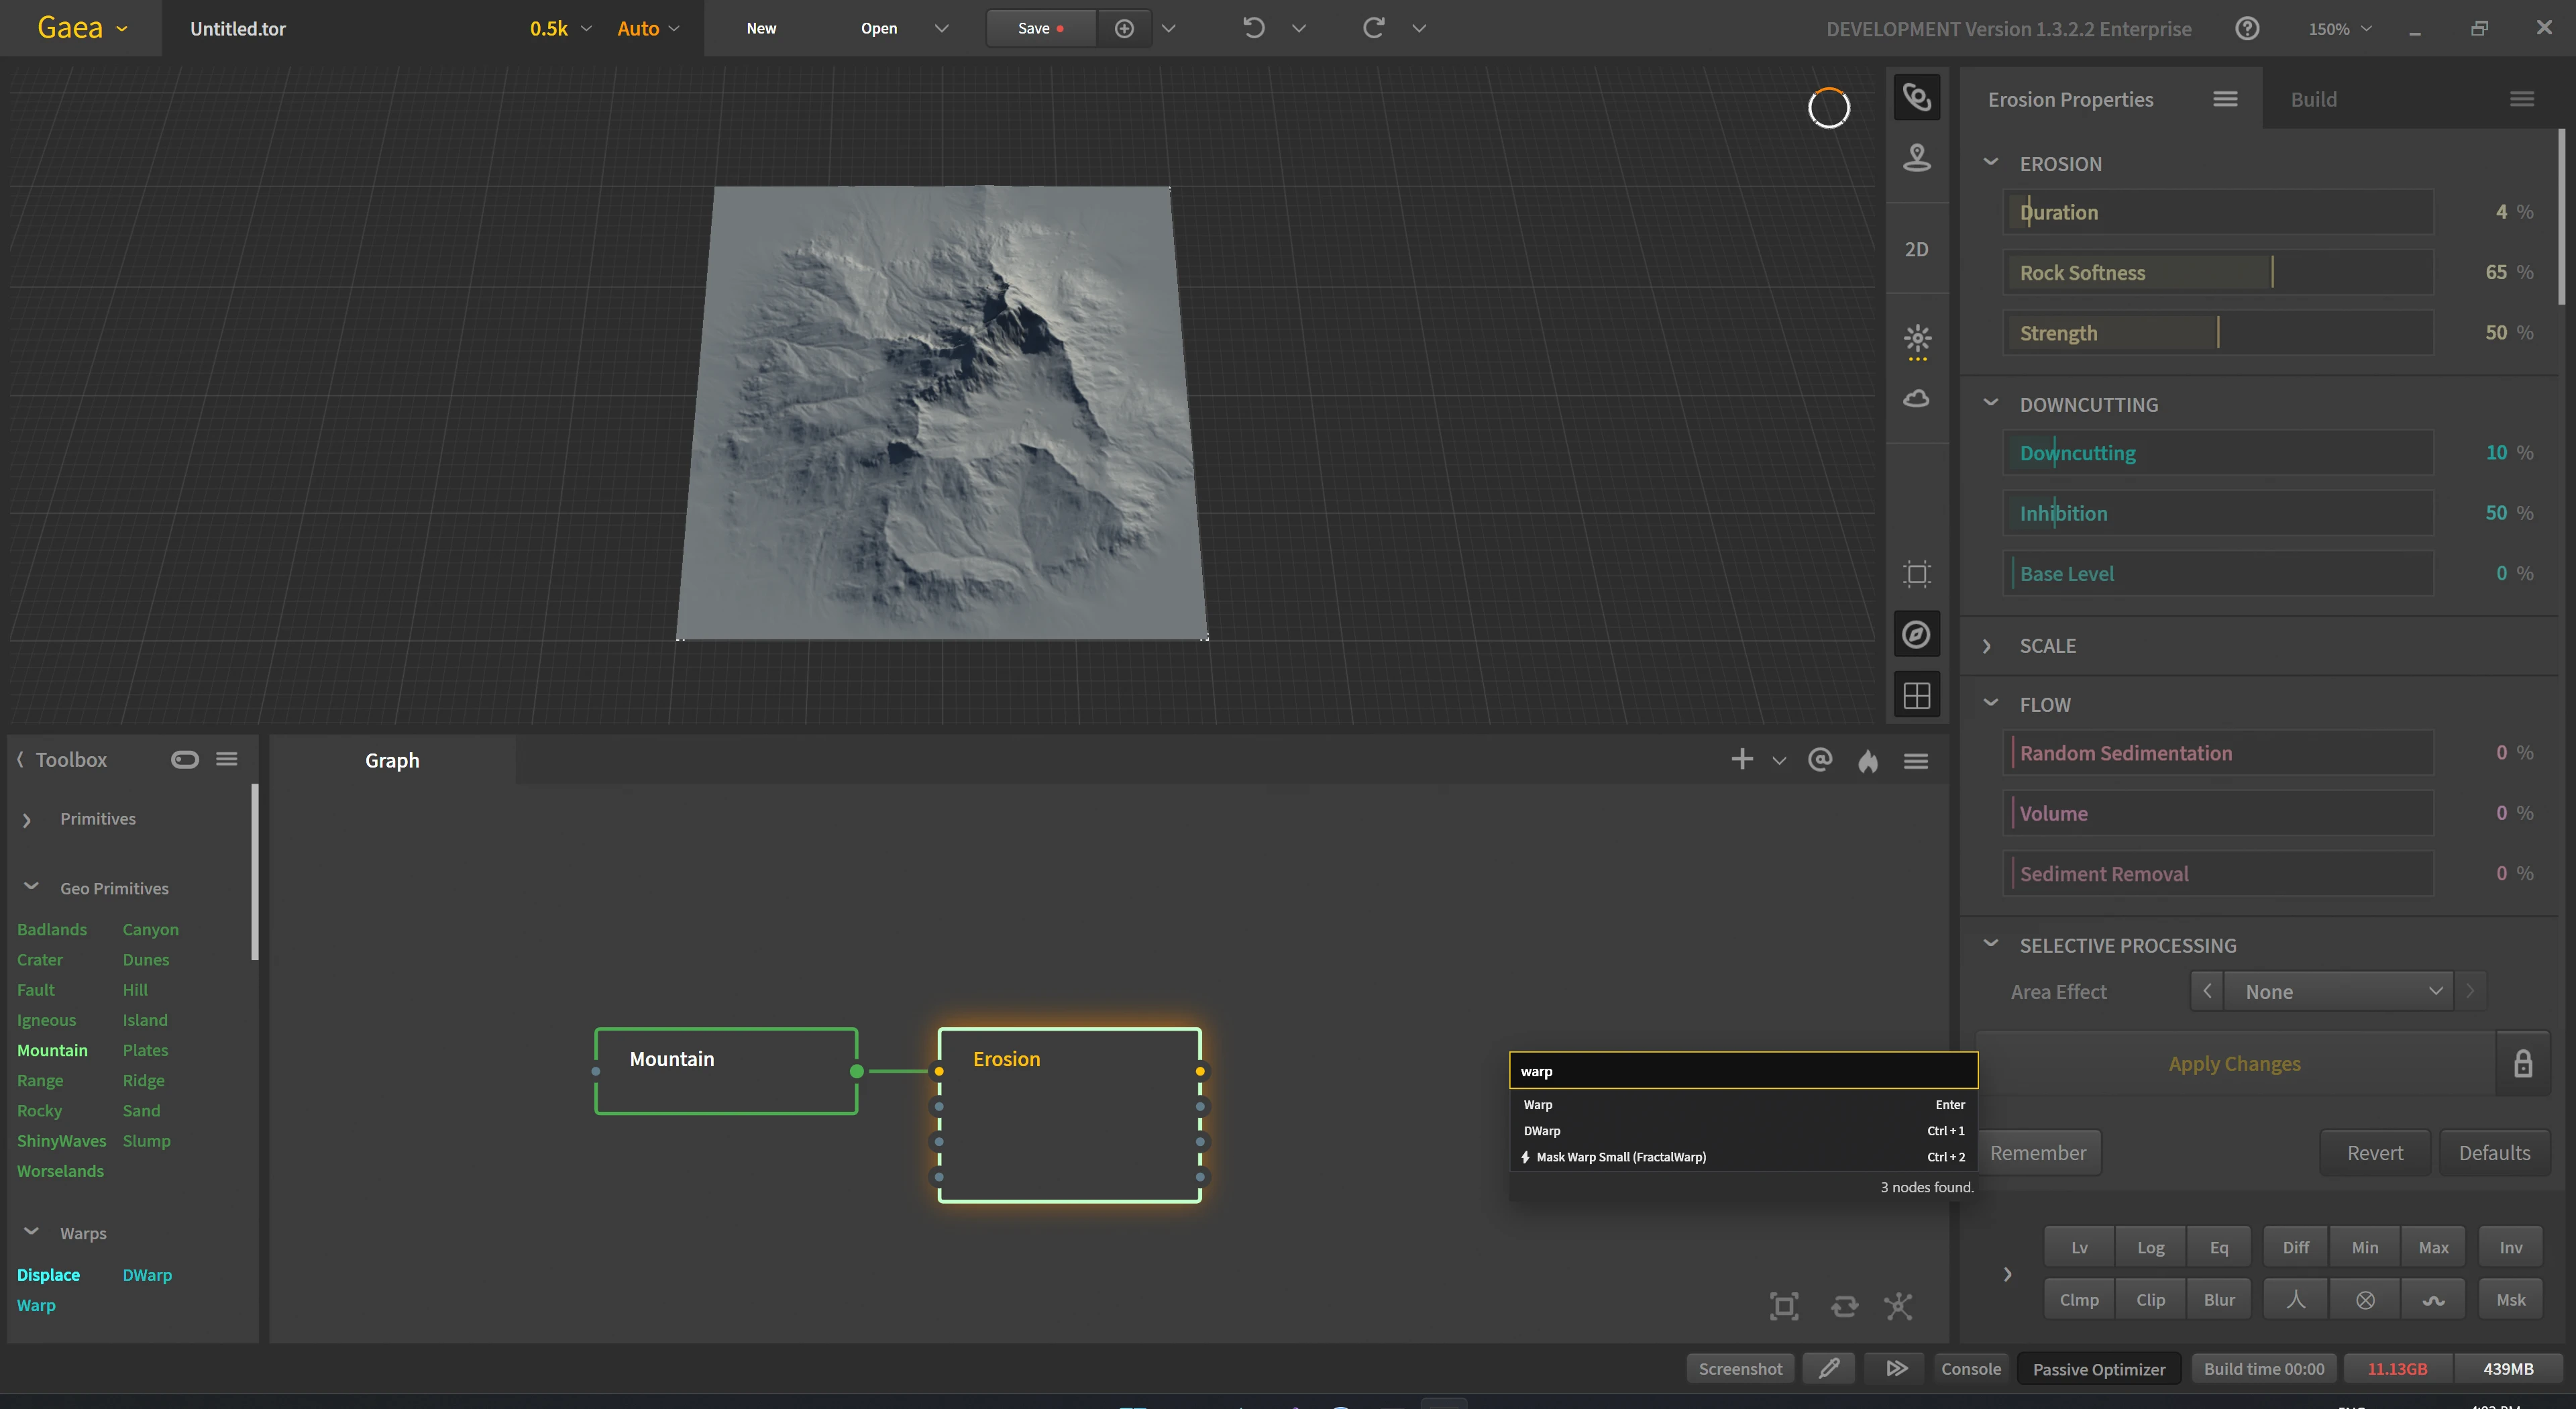 Gaea
Untitled.tor
0.5k
Auto
New
Open
Save
DEVELOPMENT Version 1.3.2.2 Enterprise
150%
Erosion Properties
Build
EROSION
Duration 4 %
Rock Softness 65 %
Strength 50 %
DOWNCUTTING
Downcutting 10 %
Inhibition 50 %
Base Level 0 %
SCALE
FLOW
Random Sedimentation 0 %
Volume 0 %
Sediment Removal 0 %
SELECTIVE PROCESSING
Area Effect None
Apply Changes
Remember
Revert
Defaults
Lv Log Eq Diff Min Max Inv
Clmp Clip Blur Msk
2D
Toolbox
Primitives
Geo Primitives
Badlands Canyon
Crater Dunes
Fault Hill
Igneous Island
Mountain Plates
Range Ridge
Rocky Sand
ShinyWaves Slump
Worselands
Warps
Displace DWarp
Warp
Graph
Mountain
Erosion
warp
Warp Enter
DWarp Ctrl + 1
Mask Warp Small (FractalWarp) Ctrl + 2
3 nodes found.
Screenshot
Console
Passive Optimizer
Build time 00:00
11.13GB
439MB